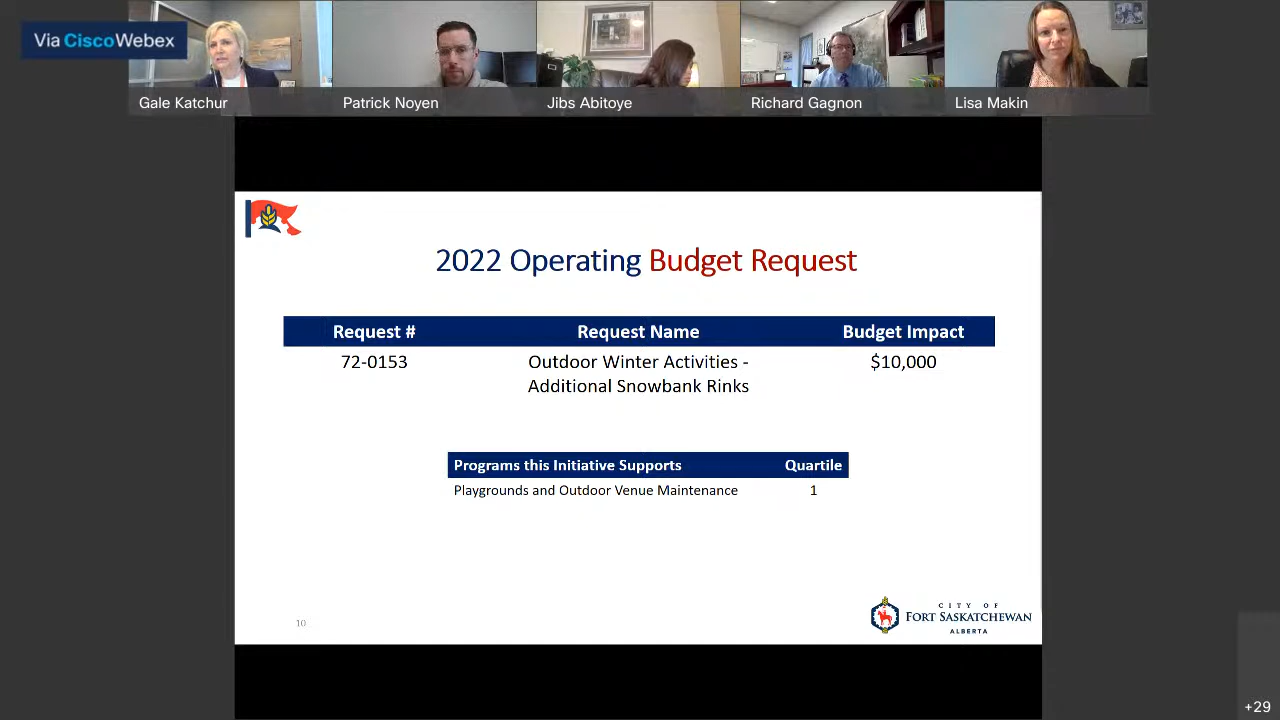 Via CiscoWebex
Gale Katchur
Patrick Noyen
Jibs Abitoye
Richard Gagnon
Lisa Makin
2022 Operating Budget Request
Request # Request Name Budget Impact
72-0153 Outdoor Winter Activities - $10,000
Additional Snowbank Rinks
Programs this Initiative Supports Quartile
Playgrounds and Outdoor Venue Maintenance 1
10
CITY OF
FORT SASKATCHEWAN
ALBERTA
+29